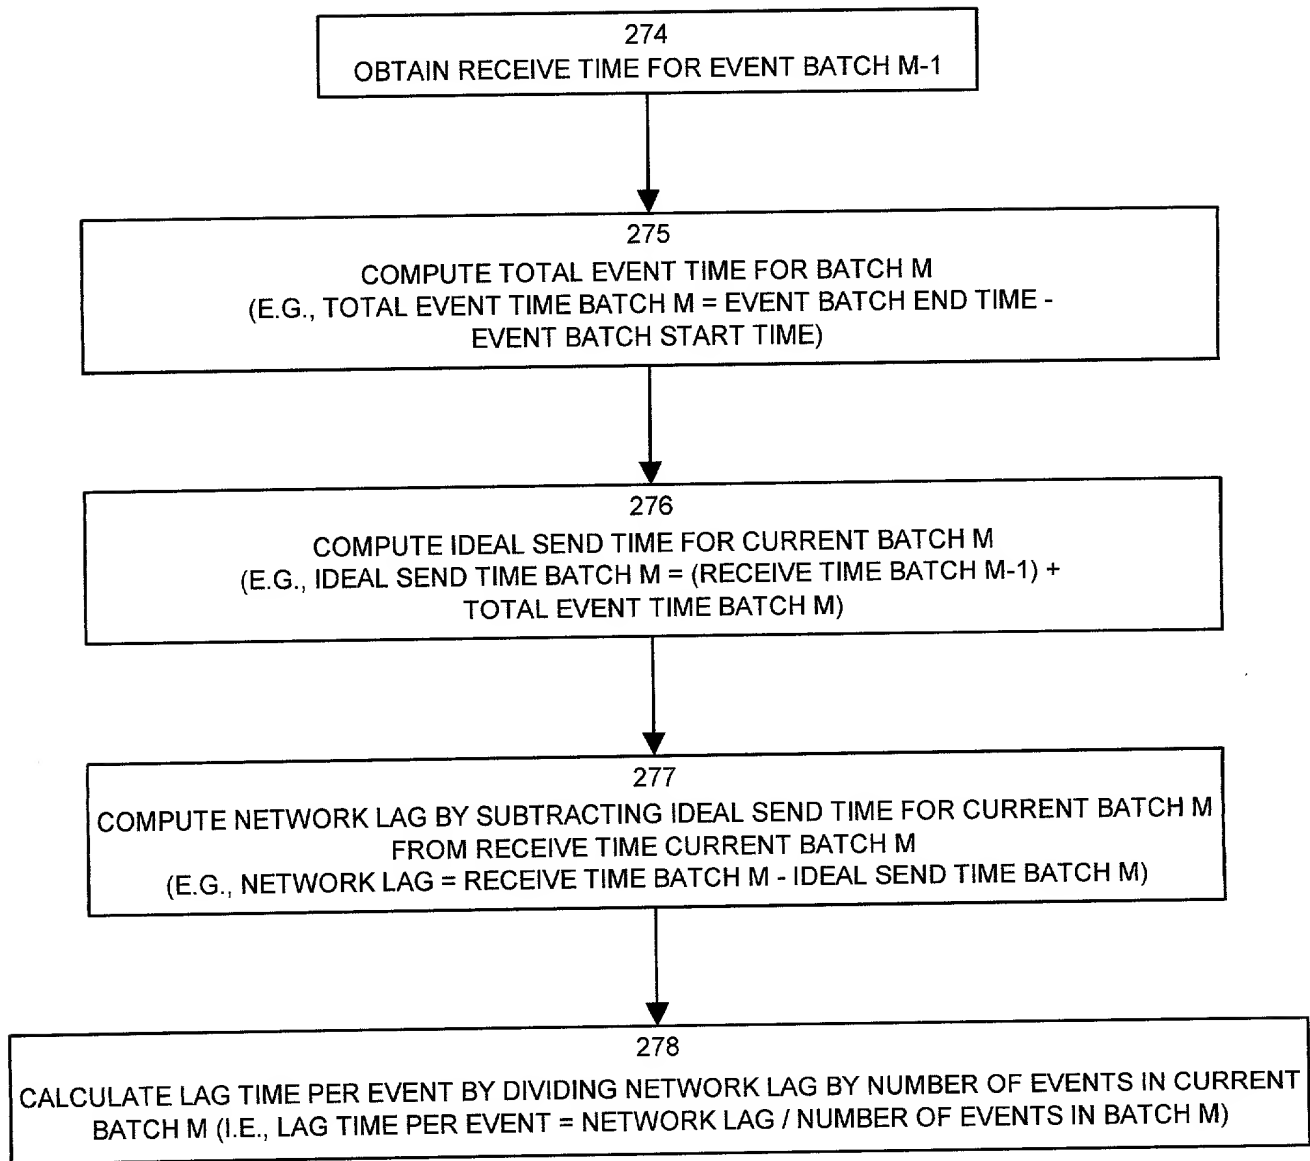 274
OBTAIN RECEIVE TIME FOR EVENT BATCH M-1
275
COMPUTE TOTAL EVENT TIME FOR BATCH M
(E.G., TOTAL EVENT TIME BATCH M = EVENT BATCH END TIME -
EVENT BATCH START TIME)
276
COMPUTE IDEAL SEND TIME FOR CURRENT BATCH M
(E.G., IDEAL SEND TIME BATCH M = (RECEIVE TIME BATCH M-1) +
TOTAL EVENT TIME BATCH M)
277
COMPUTE NETWORK LAG BY SUBTRACTING IDEAL SEND TIME FOR CURRENT BATCH M
FROM RECEIVE TIME CURRENT BATCH M
(E.G., NETWORK LAG = RECEIVE TIME BATCH M - IDEAL SEND TIME BATCH M)
278
CALCULATE LAG TIME PER EVENT BY DIVIDING NETWORK LAG BY NUMBER OF EVENTS IN CURRENT
BATCH M (I.E., LAG TIME PER EVENT = NETWORK LAG / NUMBER OF EVENTS IN BATCH M)